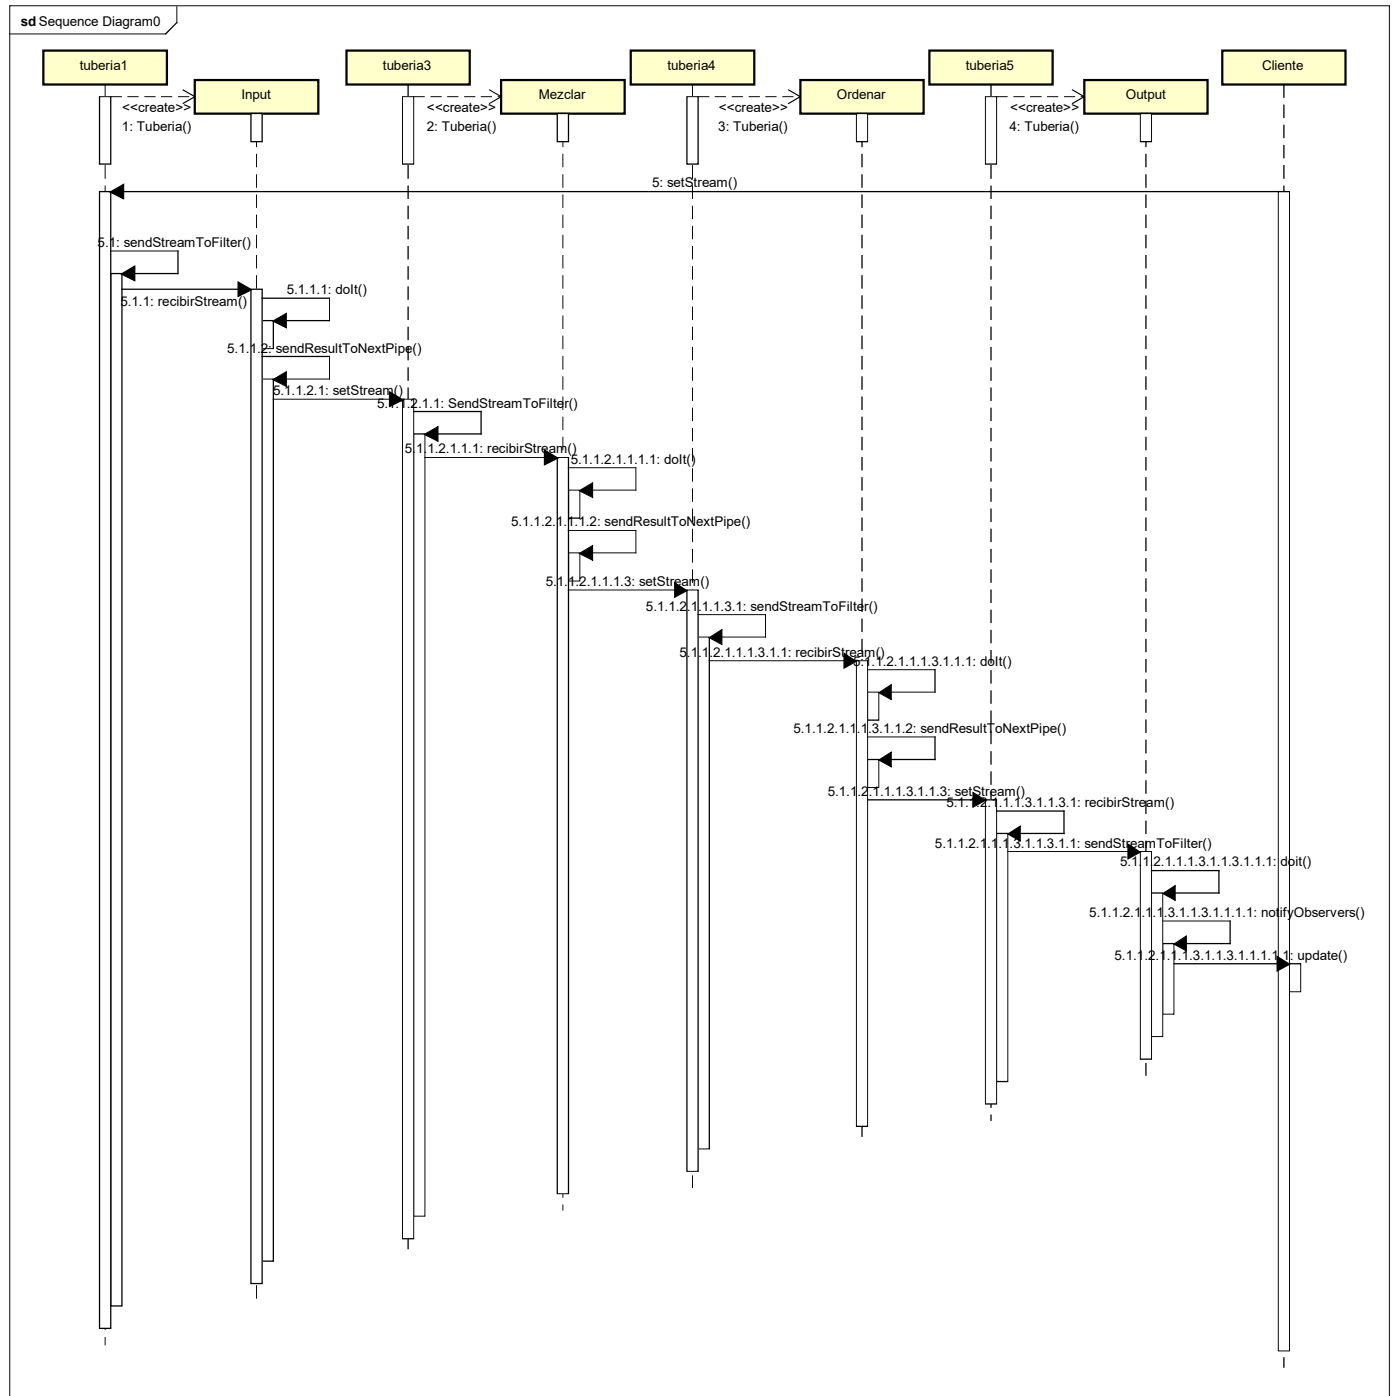 sd Sequence Diagram0
tuberia1
tuberia3
tuberia4
tuberia5
Cliente
Input
Mezclar
Ordenar
Output
<<create>>
<<create>>
<<create>>
<<create>>
1: Tuberia()
2: Tuberia()
3: Tuberia()
4: Tuberia()
5: setStream()
5.1: sendStreamToFilter()
5.1.1.1: doIt()
5.1.1: recibirStream()
5.1.1.2: sendResultToNextPipe()
5.1.1.2.1: setStream()
5.1.1.2.1.1: SendStreamToFilter()
5.1.1.2.1.1.1: recibirStream()
5.1.1.2.1.1.1.1: doIt()
5.1.1.2.1.1.1.2: sendResultToNextPipe()
5.1.1.2.1.1.1.3: setStream()
5.1.1.2.1.1.1.3.1: sendStreamToFilter()
5.1.1.2.1.1.1.3.1.1: recibirStream()
5.1.1.2.1.1.1.3.1.1.1: doIt()
5.1.1.2.1.1.1.3.1.1.2: sendResultToNextPipe()
5.1.1.2.1.1.1.3.1.1.3: setStream()
5.1.1.2.1.1.1.3.1.1.3.1: recibirStream()
5.1.1.2.1.1.1.3.1.1.3.1.1: sendStreamToFilter()
5.1.1.2.1.1.1.3.1.1.3.1.1.1: doit()
5.1.1.2.1.1.1.3.1.1.3.1.1.1.1: notifyObservers()
5.1.1.2.1.1.1.3.1.1.3.1.1.1.1.1: update()